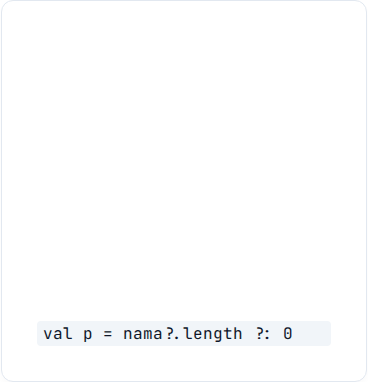 val p = nama?.length ?: 0